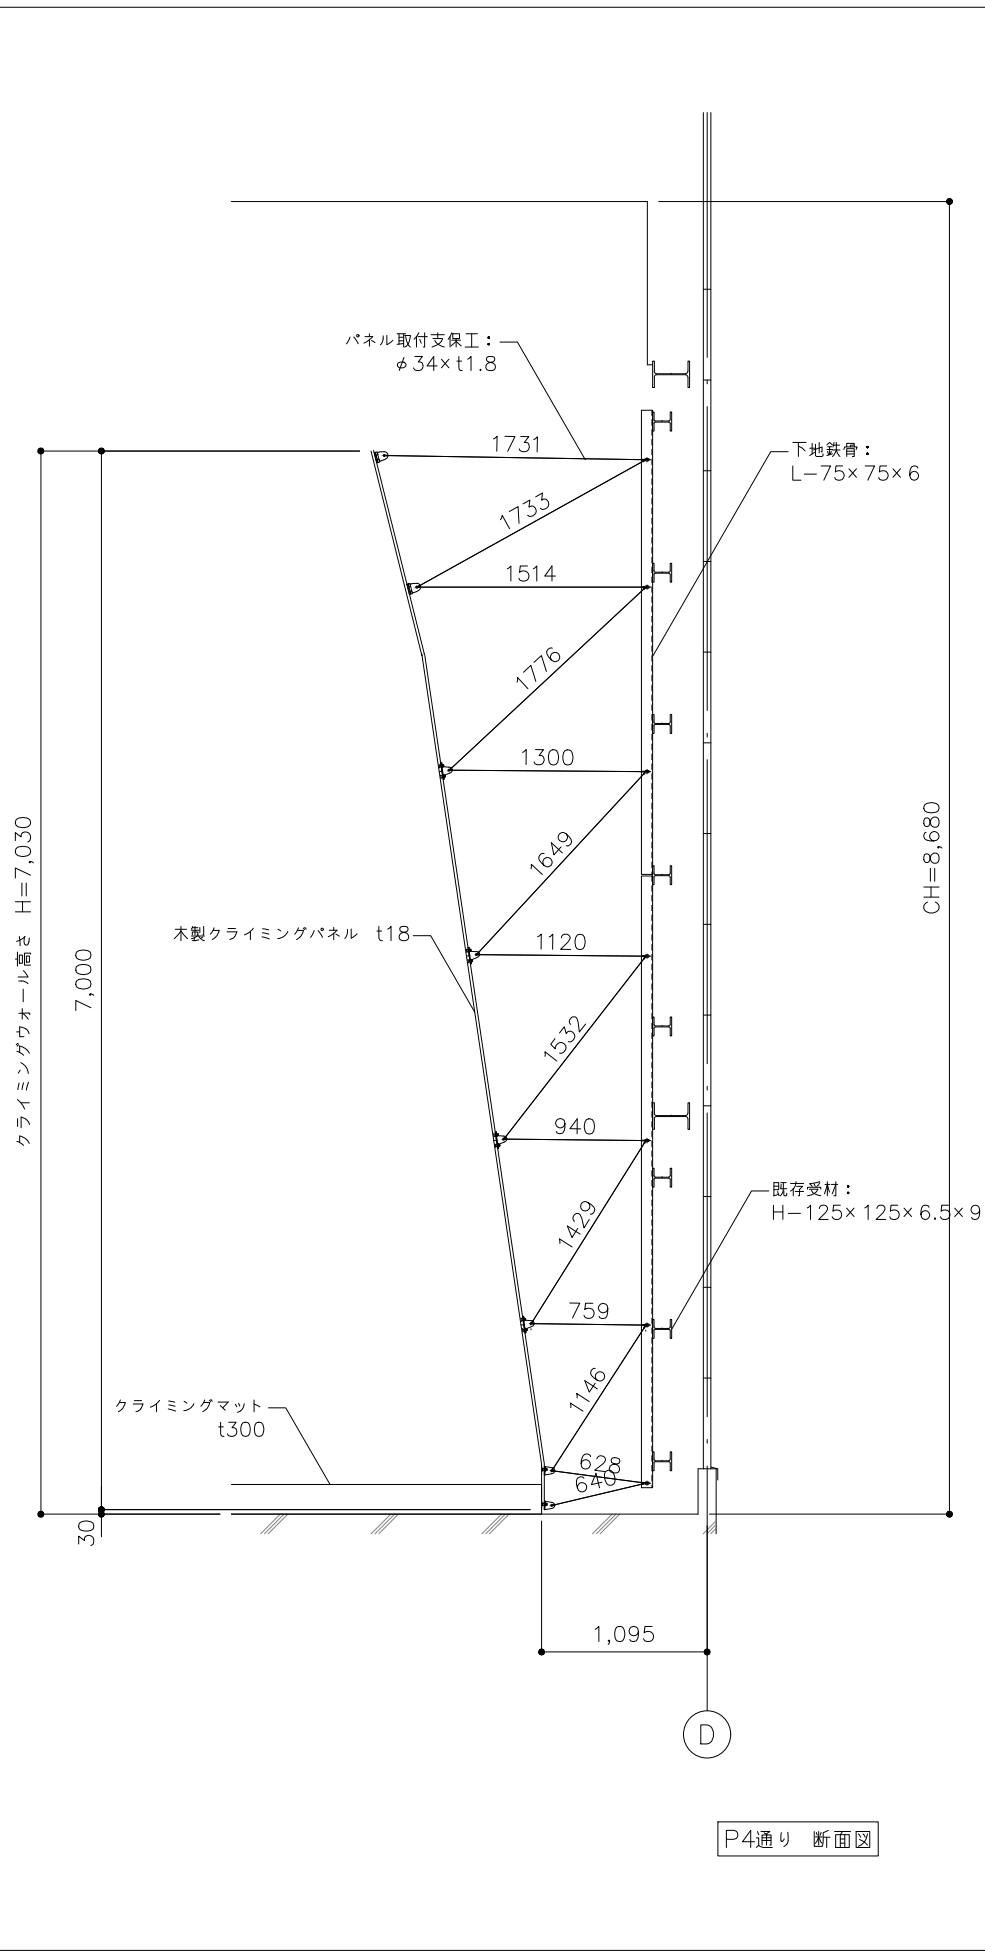 パネル取付支保工：
φ34×t1.8
1731
下地鉄骨：
L-75×75×6
1733
1514
1776
1300
クライミングウォール高さ H=7,030
CH=8,680
1649
木製クライミングパネル t18
1120
7,000
1532
940
既存受材：
H-125×125×6.5×9
1429
759
1146
クライミングマット
t300
628
640
30
1,095
D
P4通り 断面図